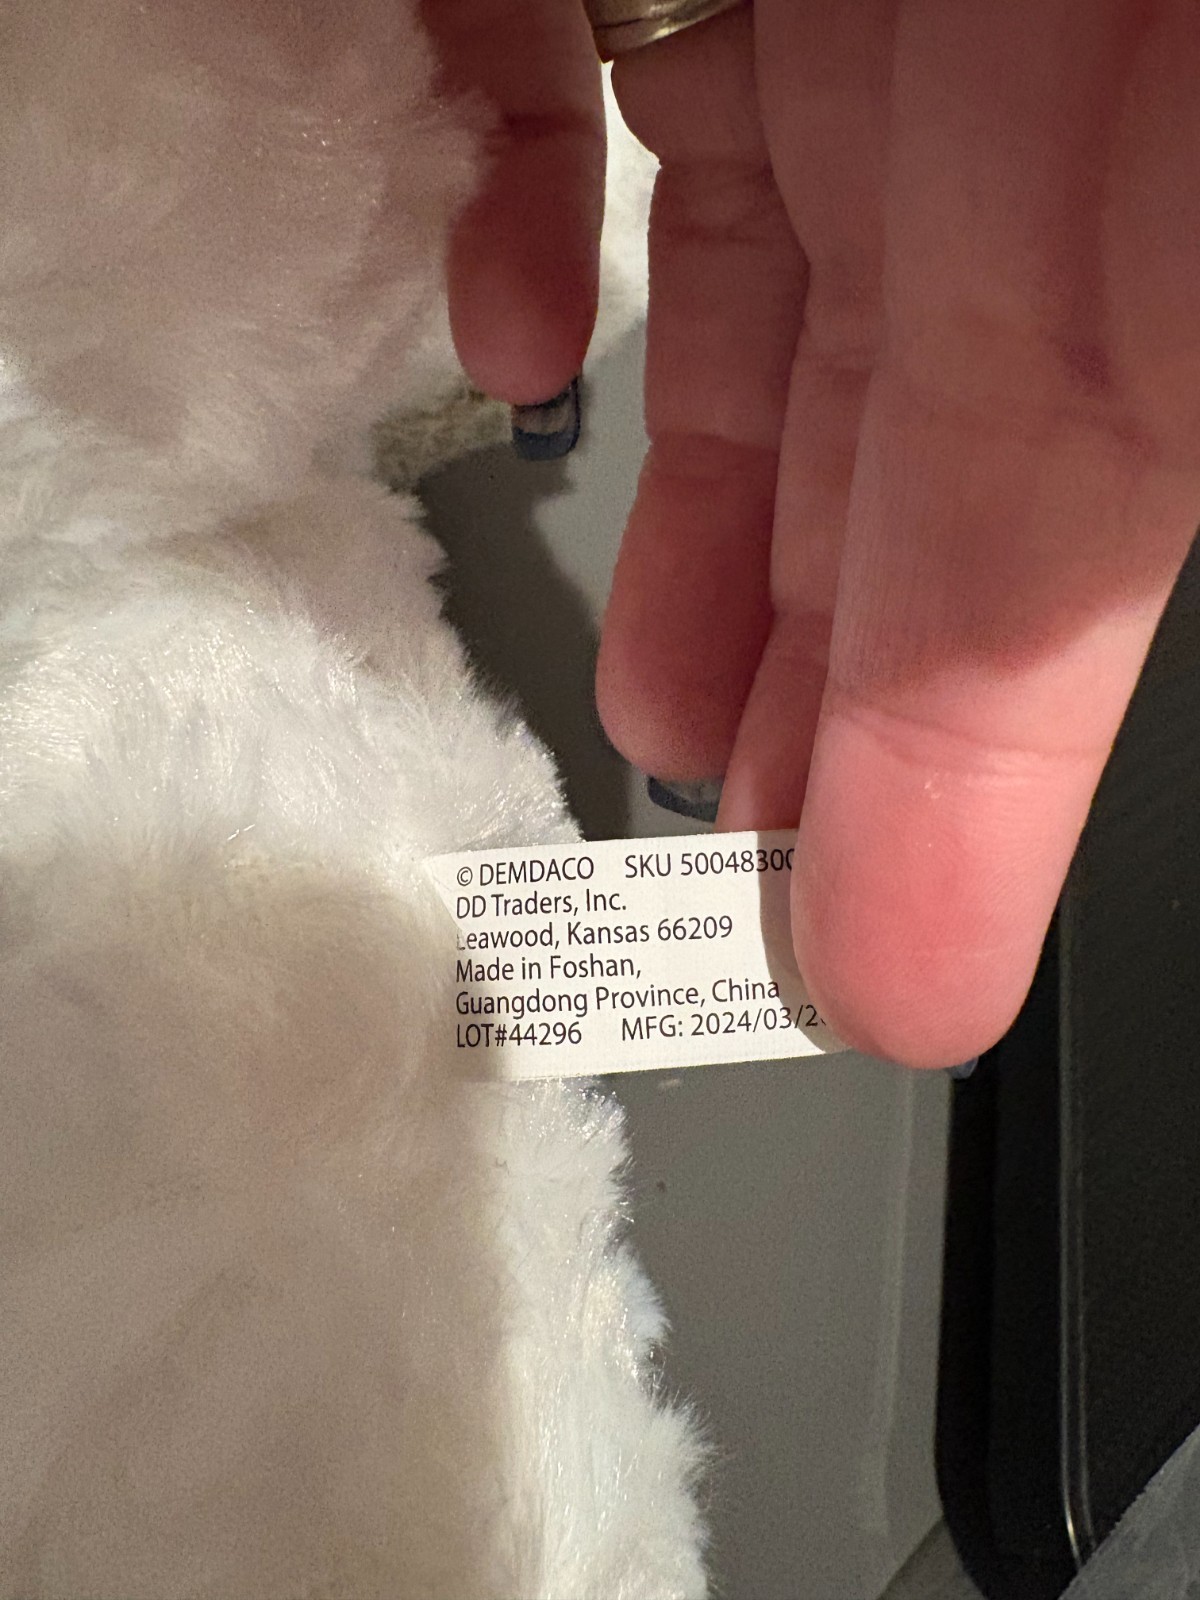 © DEMDACO SKU 5004830
DD Traders, Inc.
Leawood, Kansas 66209
Made in Foshan,
Guangdong Province, China
LOT#44296 MFG: 2024/03/2